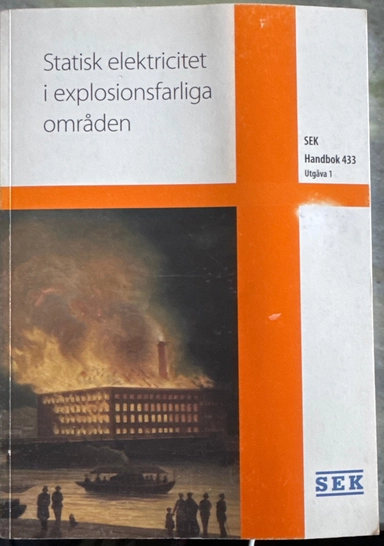 Statisk elektricitet
i explosionsfarliga
områden
SEK
Handbok 433
Utgåva 1
SEK